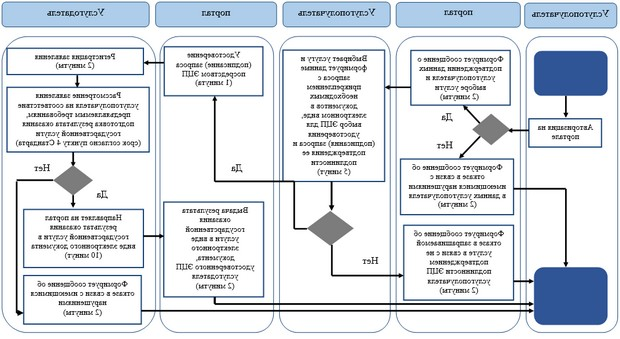 Услугополучатель
портал
Услугополучатель
портал
Услугодатель
Авторизация на
портале
Формирует сообщение о
подтверждении данных
услугополучателя и
выборе услуги
(2 минуты)
Да
Нет
Формирует сообщение об
отказе в связи с
имеющимися нарушениями
в данных услугополучателя
(2 минуты)
Формирует сообщение об
отказе в запрашиваемой
услуге в связи с не
подтверждением
подлинности ЭЦП
услугополучателя
(2 минуты)
Выбирает услугу и
формирует данные
запроса с
прикреплением
необходимых
документов в
электронном виде,
выбор ЭЦП для
удостоверения
(подписания) запроса и
подтверждения ее
подлинности
(5 минут)
Да
Нет
Удостоверение
(подписание) запроса
посредством ЭЦП
(1 минута)
Выдача результата
оказания
государственной
услуги в виде
электронного
документа,
удостоверенного ЭЦП
услугодателя
(2 минуты)
Регистрация заявления
(2 минуты)
Рассмотрение заявления
услугополучателя на соответствие
предъявляемым требованиям,
подготовка результата оказания
государственной услуги
(срок согласно пункту 4 Стандарта)
Нет
Да
Направляет на портал
результата оказания
государственной услуги в
виде электронного документа
(10 минут)
Формирует сообщение об
отказе в связи с имеющимися
нарушениями
(2 минуты)